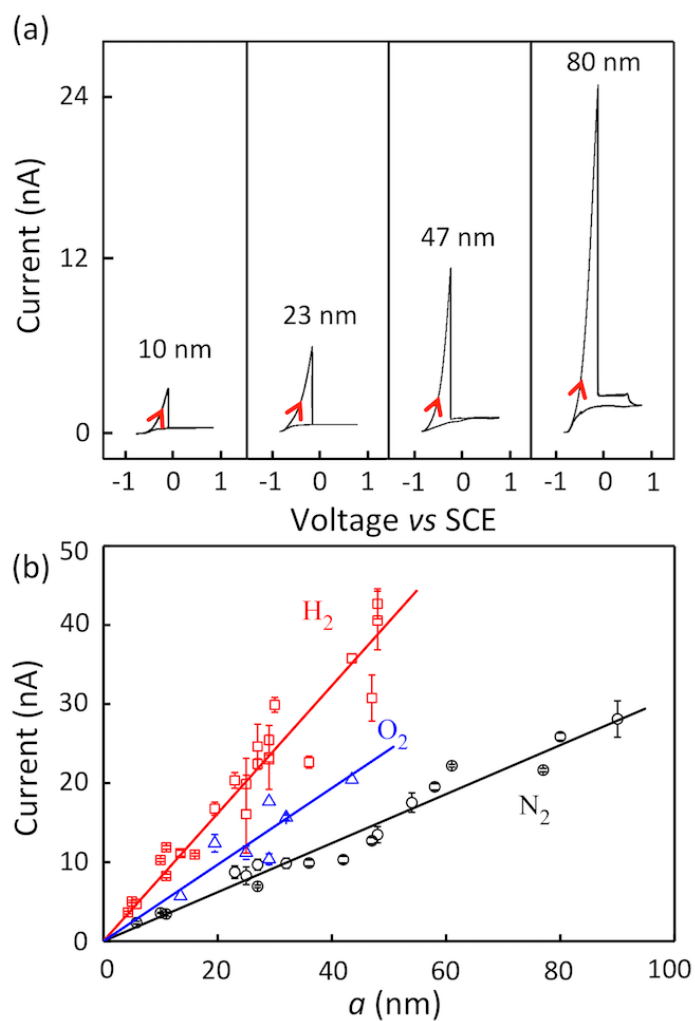 (a)
80 nm
24
47 nm
12
23 nm
10 nm
0
-1 0 1 -1 0 1 -1 0 1 -1 0 1
Current (nA)
Voltage vs SCE
(b)
50
H₂
40
30
O₂
20
N₂
10
0
0 20 40 60 80 100
Current (nA)
a (nm)